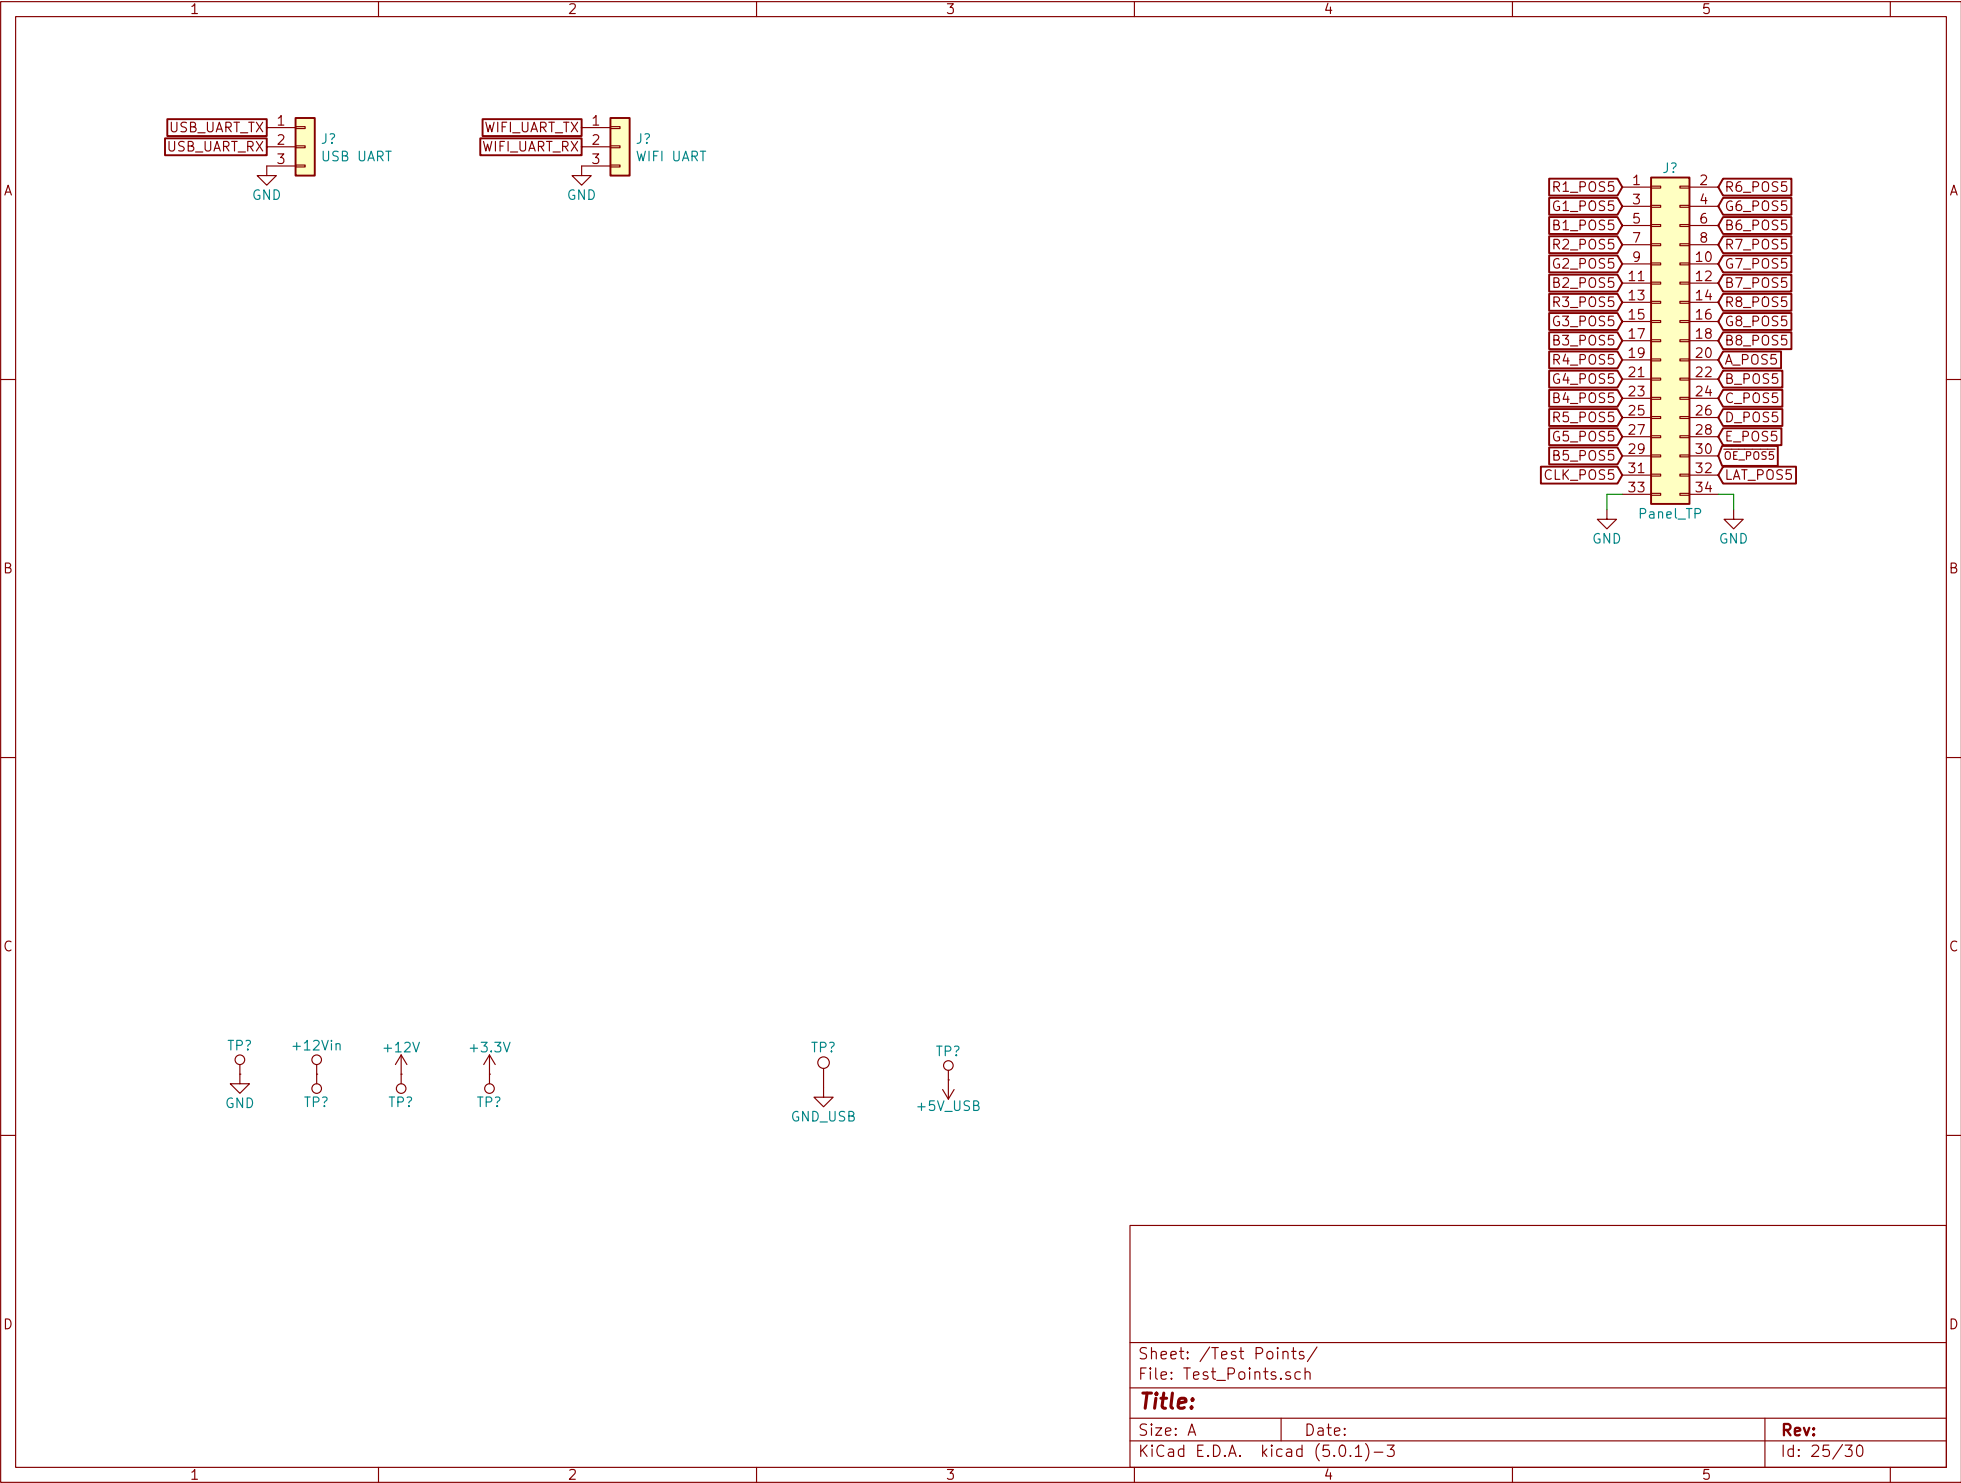 1 2 3 4 5
USB_UART_TX 1
USB_UART_RX 2
3
GND
J?
USB UART
WIFI_UART_TX 1
WIFI_UART_RX 2
3
GND
J?
WIFI UART
A A
J?
R1_POS5 1 2 R6_POS5
G1_POS5 3 4 G6_POS5
B1_POS5 5 6 B6_POS5
R2_POS5 7 8 R7_POS5
G2_POS5 9 10 G7_POS5
B2_POS5 11 12 B7_POS5
R3_POS5 13 14 R8_POS5
G3_POS5 15 16 G8_POS5
B3_POS5 17 18 B8_POS5
R4_POS5 19 20 A_POS5
G4_POS5 21 22 B_POS5
B4_POS5 23 24 C_POS5
R5_POS5 25 26 D_POS5
G5_POS5 27 28 E_POS5
B5_POS5 29 30 OE_POS5
CLK_POS5 31 32 LAT_POS5
33 34
Panel_TP
GND GND
B B
C C
TP?
GND
+12Vin
TP?
+12V
TP?
+3.3V
TP?
TP?
GND_USB
TP?
+5V_USB
D D
Sheet: /Test Points/
File: Test_Points.sch
Title:
Size: A Date: Rev:
KiCad E.D.A. kicad (5.0.1)-3 Id: 25/30
1 2 3 4 5